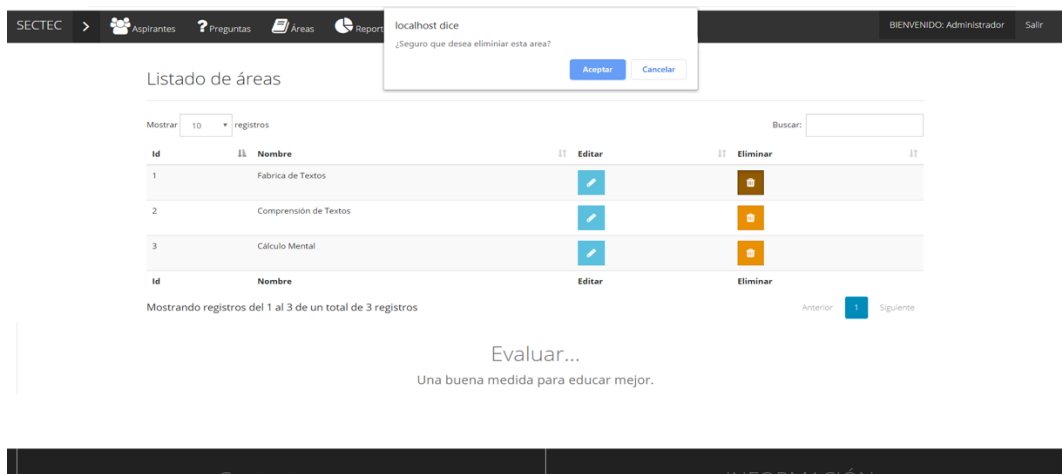 SECTEC > Aspirantes ? Preguntas Áreas Report BIENVENIDO: Administrador Salir
localhost dice
¿Seguro que desea eliminiar esta area?
Aceptar Cancelar
Listado de áreas
Mostrar 10 registros Buscar:
Id Nombre Editar Eliminar
1 Fabrica de Textos
2 Comprensión de Textos
3 Cálculo Mental
Id Nombre Editar Eliminar
Mostrando registros del 1 al 3 de un total de 3 registros Anterior 1 Siguiente
Evaluar...
Una buena medida para educar mejor.
INFORMACIÓN